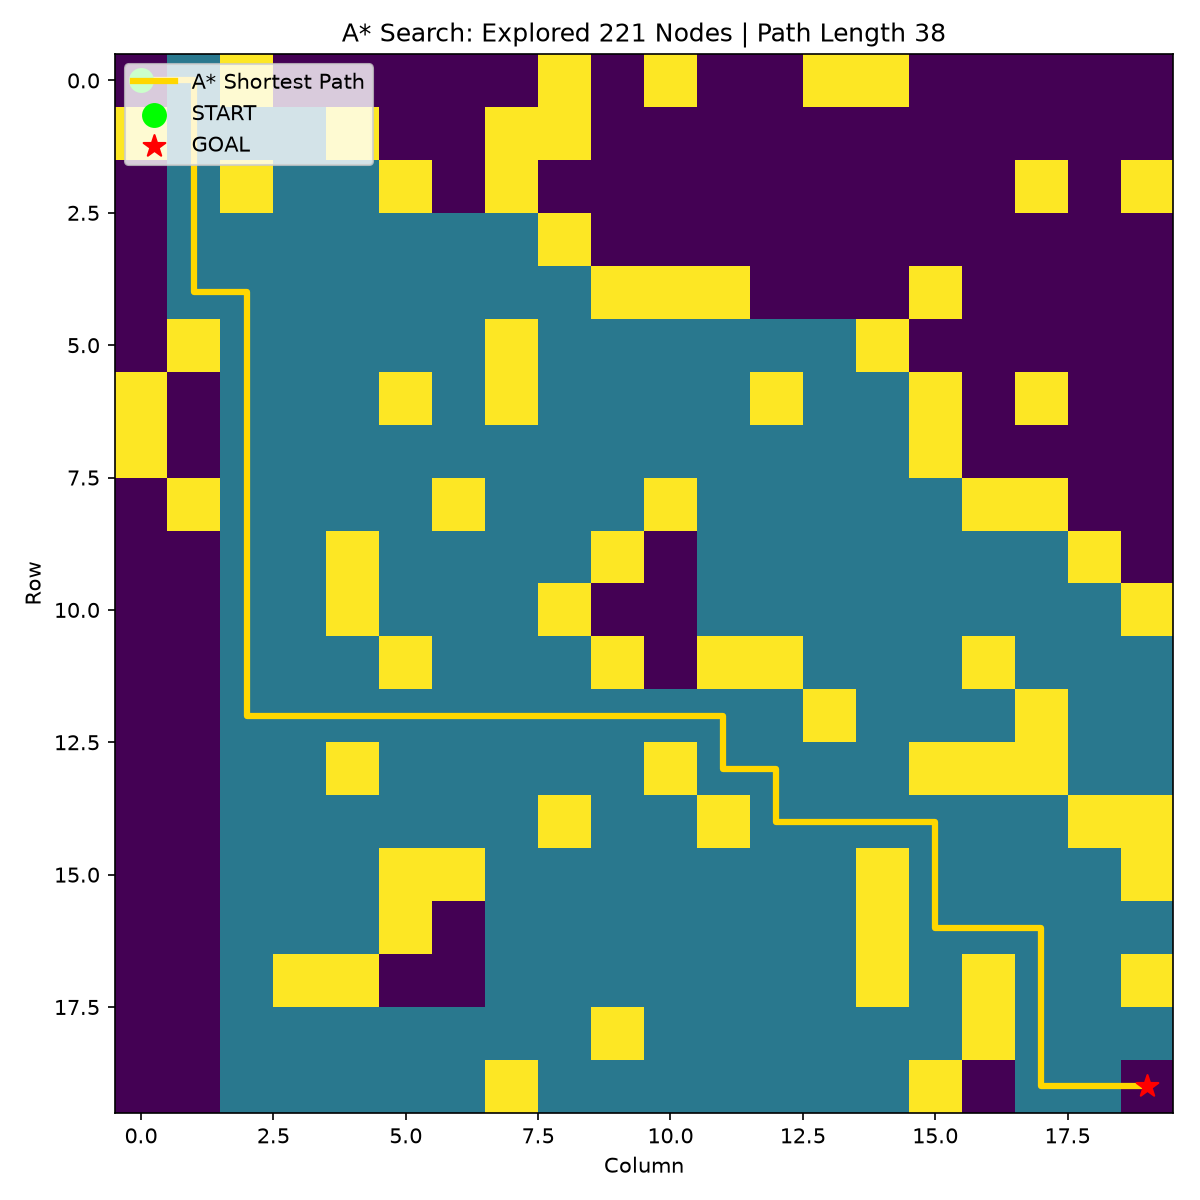 A* Search: Explored 221 Nodes | Path Length 38
A* Shortest Path
START
GOAL
0.0
2.5
5.0
7.5
10.0
12.5
15.0
17.5
Row
0.0 2.5 5.0 7.5 10.0 12.5 15.0 17.5
Column